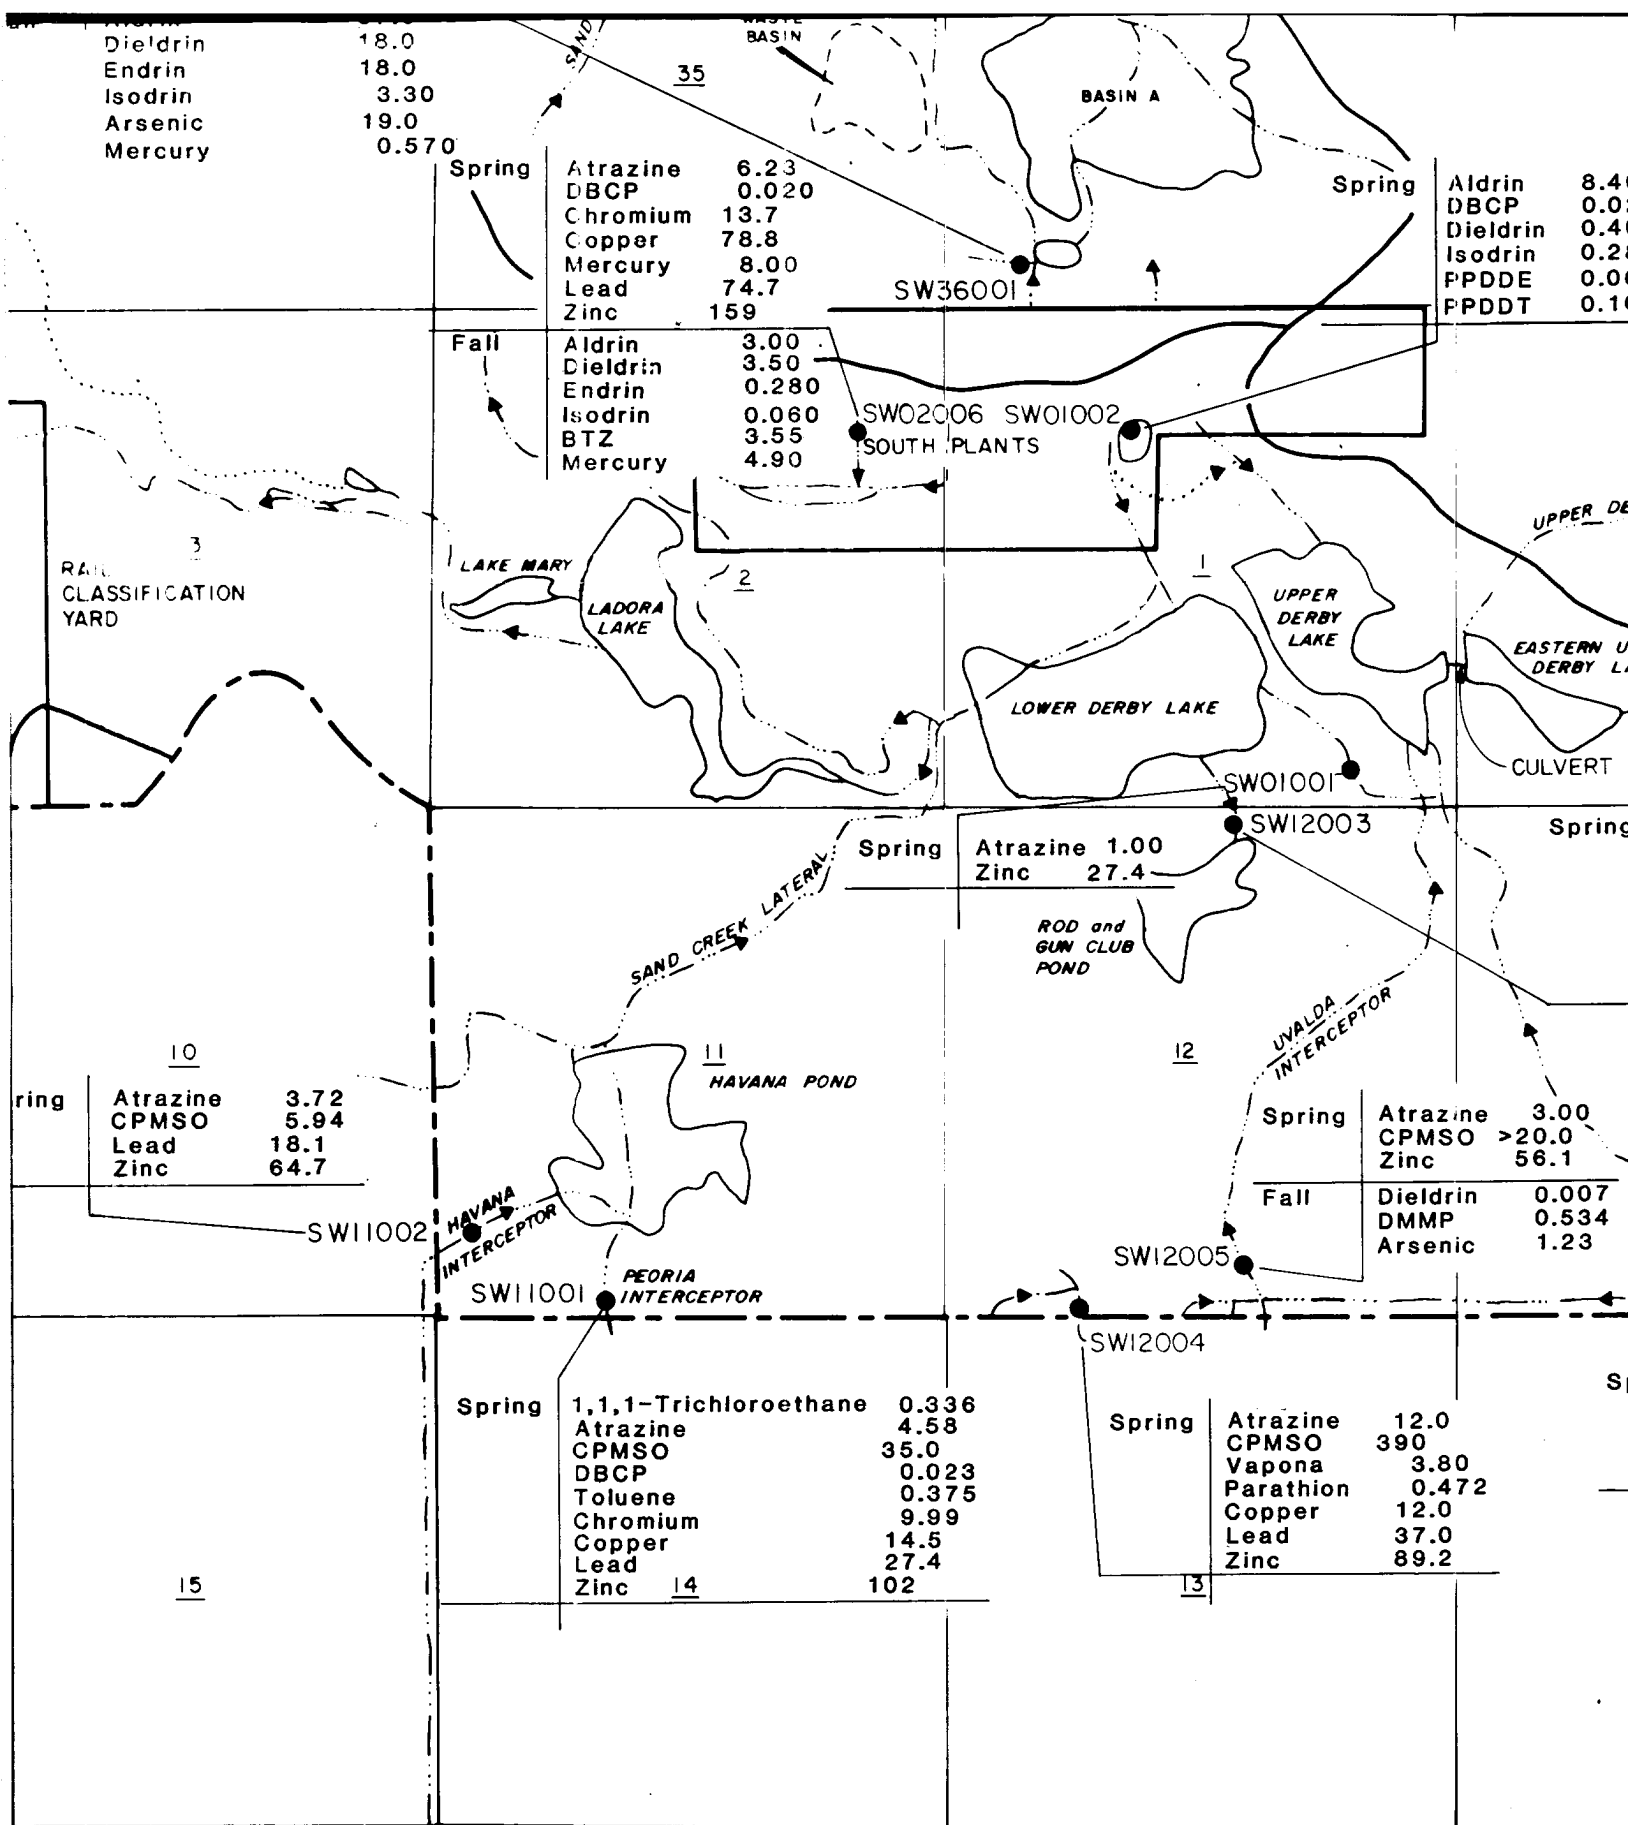 Dieldrin 18.0
Endrin 18.0
Isodrin 3.30
Arsenic 19.0
Mercury 0.570
SAND
WASTE
BASIN
35
BASIN A
Spring
Atrazine 6.23
DBCP 0.020
Chromium 13.7
Copper 78.8
Mercury 8.00
Lead 74.7
Zinc 159
Fall
Aldrin 3.00
Dieldrin 3.50
Endrin 0.280
Isodrin 0.060
BTZ 3.55
Mercury 4.90
Spring
Aldrin
DBCP
Dieldrin
Isodrin
PPDDE
PPDDT
SW36001
SW02006 SW01002
SOUTH PLANTS
3
CLASSIFICATION
YARD
LAKE MARY
LADORA
LAKE
2
1
UPPER
DERBY
LAKE
UPPER
EASTERN
DERBY
LOWER DERBY LAKE
CULVERT
SW01001
SW12003
Spring
Spring
Atrazine 1.00
Zinc 27.4
ROD and
GUN CLUB
POND
SAND CREEK LATERAL
UVALDA
INTERCEPTOR
10
11
HAVANA POND
12
Atrazine 3.72
CPMSO 5.94
Lead 18.1
Zinc 64.7
Spring
Atrazine 3.00
CPMSO >20.0
Zinc 56.1
Fall
Dieldrin 0.007
DMMP 0.534
Arsenic 1.23
SW11002
HAVANA
INTERCEPTOR
SW11001
PEORIA
INTERCEPTOR
SW12005
SW12004
Spring
1,1,1-Trichloroethane 0.336
Atrazine 4.58
CPMSO 35.0
DBCP 0.023
Toluene 0.375
Chromium 9.99
Copper 14.5
Lead 27.4
Zinc 102
Spring
Atrazine 12.0
CPMSO 390
Vapona 3.80
Parathion 0.472
Copper 12.0
Lead 37.0
Zinc 89.2
15
14
13